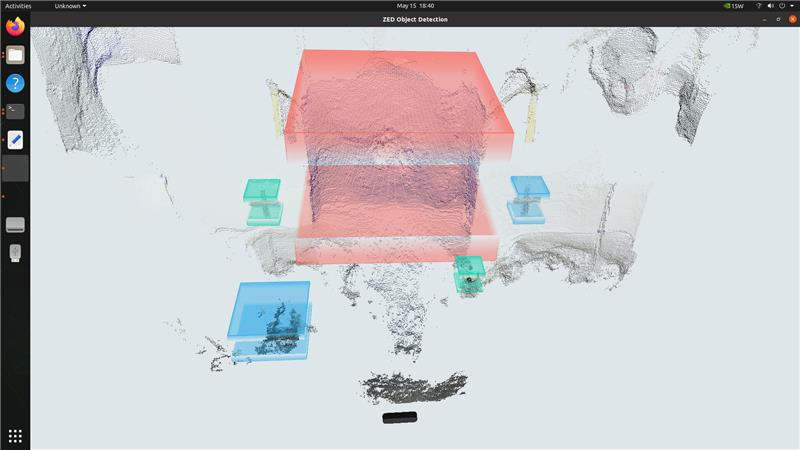 Activities
Unknown
May 15 18:40
15W
ZED Object Detection